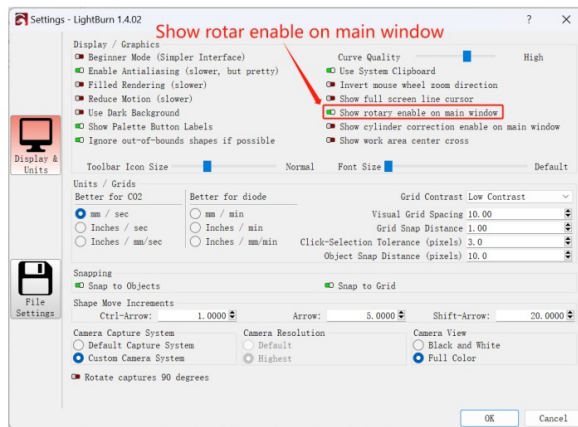 Settings - LightBurn 1.4.02 ? X
Show rotar enable on main window
Display / Graphics
Beginner Mode (Simpler Interface) Curve Quality High
Enable Antialiasing (slower, but pretty) Use System Clipboard
Filled Rendering (slower) Invert mouse wheel zoom direction
Reduce Motion (slower) Show full screen line cursor
Use Dark Background Show rotary enable on main window
Show Palette Button Labels Show cylinder correction enable on main window
Ignore out-of-bounds shapes if possible Show work area center cross
Display & Units
Toolbar Icon Size Normal Font Size Default
Units / Grids
Better for CO2 Better for diode Grid Contrast Low Contrast
mm / sec mm / min Visual Grid Spacing 10.00
Inches / sec Inches / min Grid Snap Distance 1.00
Inches / mm/sec Inches / mm/min Click-Selection Tolerance (pixels) 3.0
Object Snap Distance (pixels) 10.0
Snapping
Snap to Objects Snap to Grid
File Settings
Shape Move Increments
Ctrl-Arrow: 1.0000 Arrow: 5.0000 Shift-Arrow: 20.0000
Camera Capture System Camera Resolution Camera View
Default Capture System Default Black and White
Custom Camera System Highest Full Color
Rotate captures 90 degrees
OK Cancel